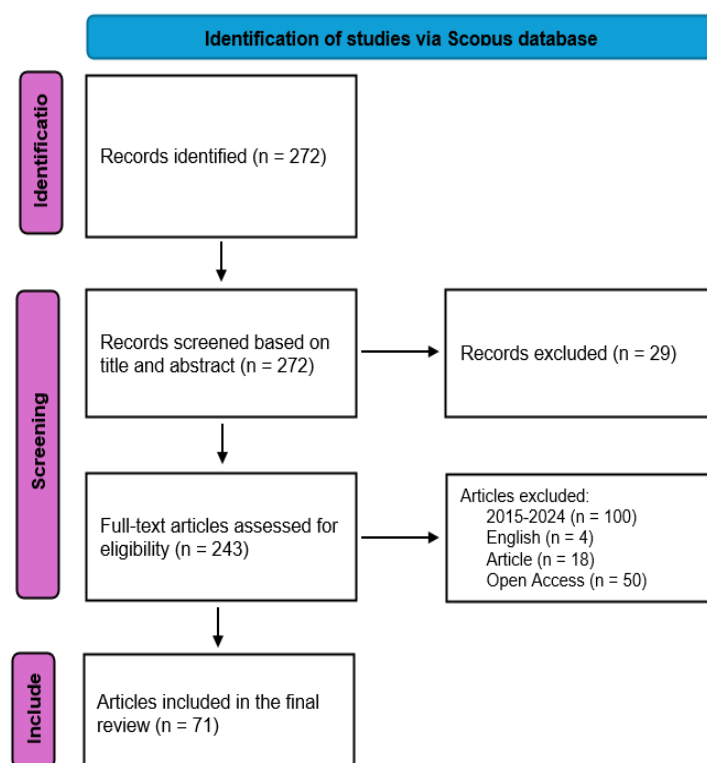 Identification of studies via Scopus database
Identificatio
Records identified (n = 272)
Screening
Records screened based on
title and abstract (n = 272)
Records excluded (n = 29)
Full-text articles assessed for
eligibility (n = 243)
Articles excluded:
2015-2024 (n = 100)
English (n = 4)
Article (n = 18)
Open Access (n = 50)
Include
Articles included in the final
review (n = 71)